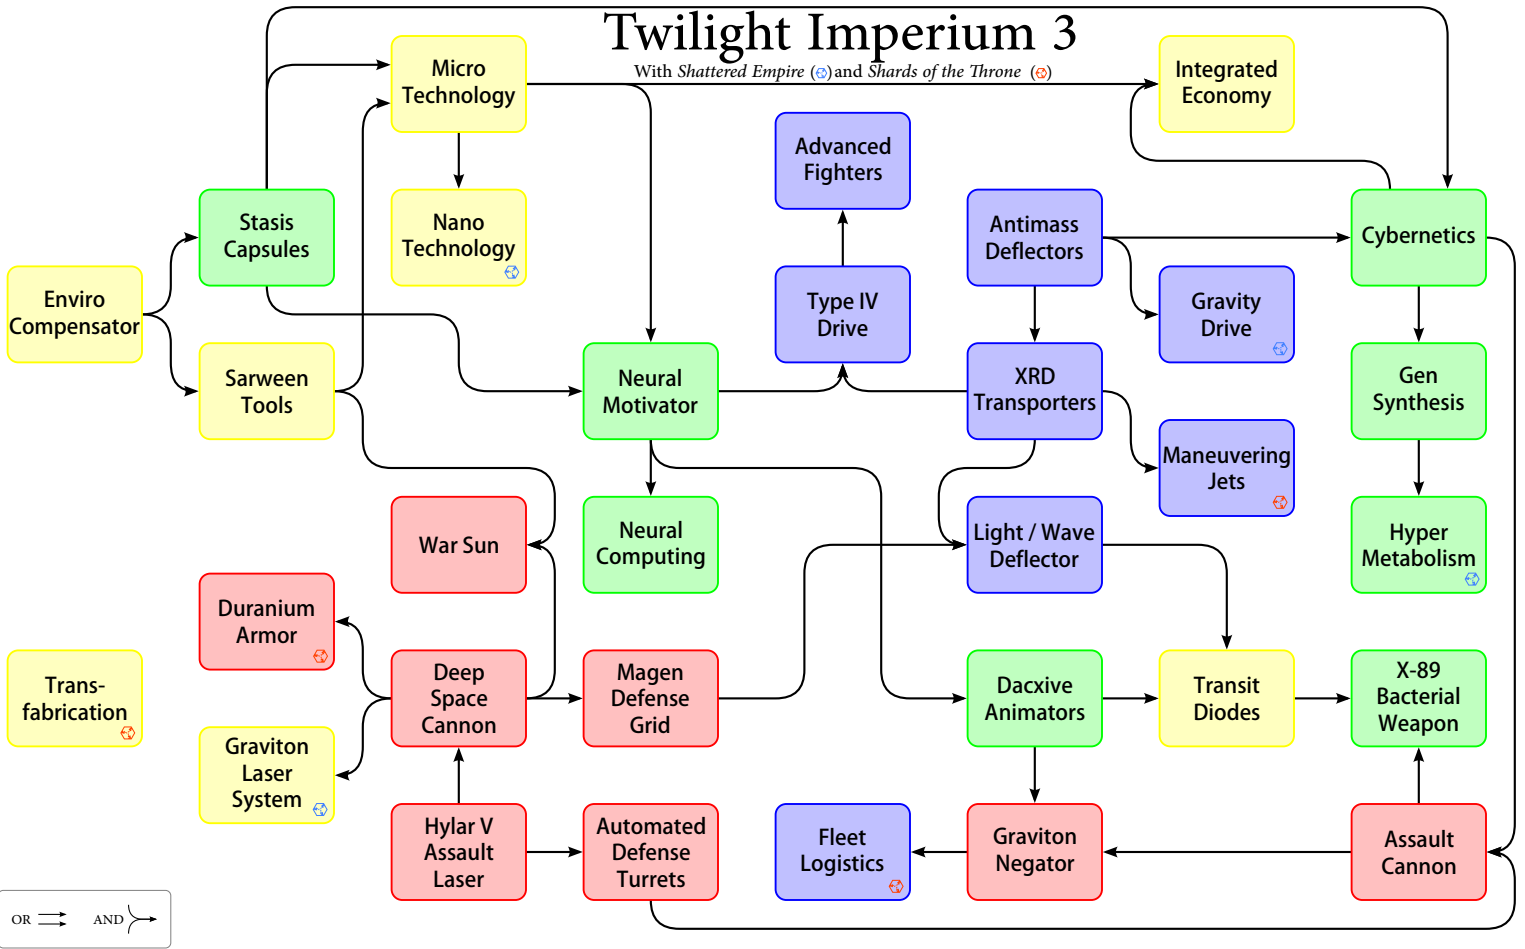 Twilight Imperium 3
With Shattered Empire () and Shards of the Throne ()
Micro
Technology
Integrated
Economy
Advanced
Fighters
Stasis
Capsules
Nano
Technology
Antimass
Deflectors
Cybernetics
Enviro
Compensator
Type IV
Drive
Gravity
Drive
Sarween
Tools
Neural
Motivator
XRD
Transporters
Gen
Synthesis
Maneuvering
Jets
War Sun
Neural
Computing
Light / Wave
Deflector
Hyper
Metabolism
Duranium
Armor
Trans-
fabrication
Deep
Space
Cannon
Magen
Defense
Grid
Dacxive
Animators
Transit
Diodes
X-89
Bacterial
Weapon
Graviton
Laser
System
Hylar V
Assault
Laser
Automated
Defense
Turrets
Fleet
Logistics
Graviton
Negator
Assault
Cannon
OR AND